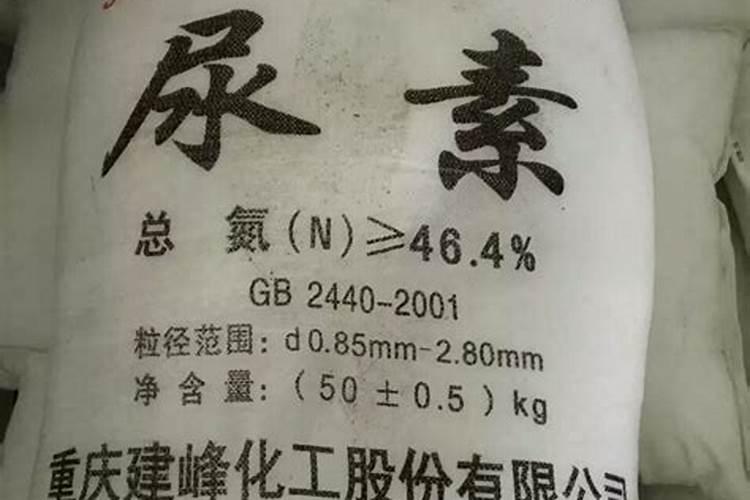 尿素
总 氮(N)≥46.4%
GB 2440-2001
粒径范围:d0.85mm-2.80mm
净含量:(50±0.5)kg
重庆建峰化工股份有限公司